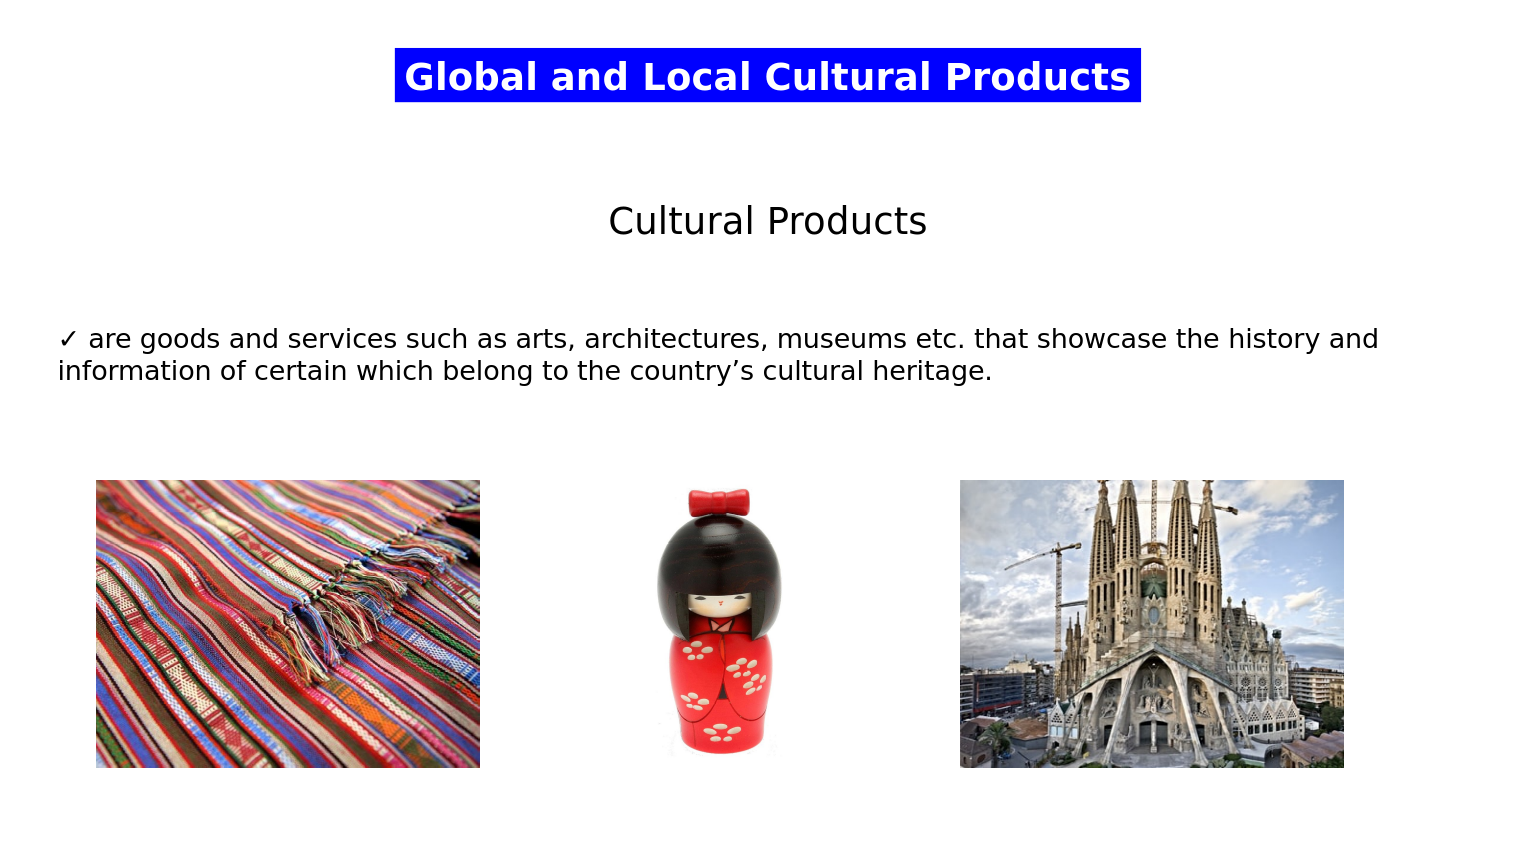 Global and Local Cultural Products
Cultural Products
✓ are goods and services such as arts, architectures, museums etc. that showcase the history and
information of certain which belong to the country’s cultural heritage.